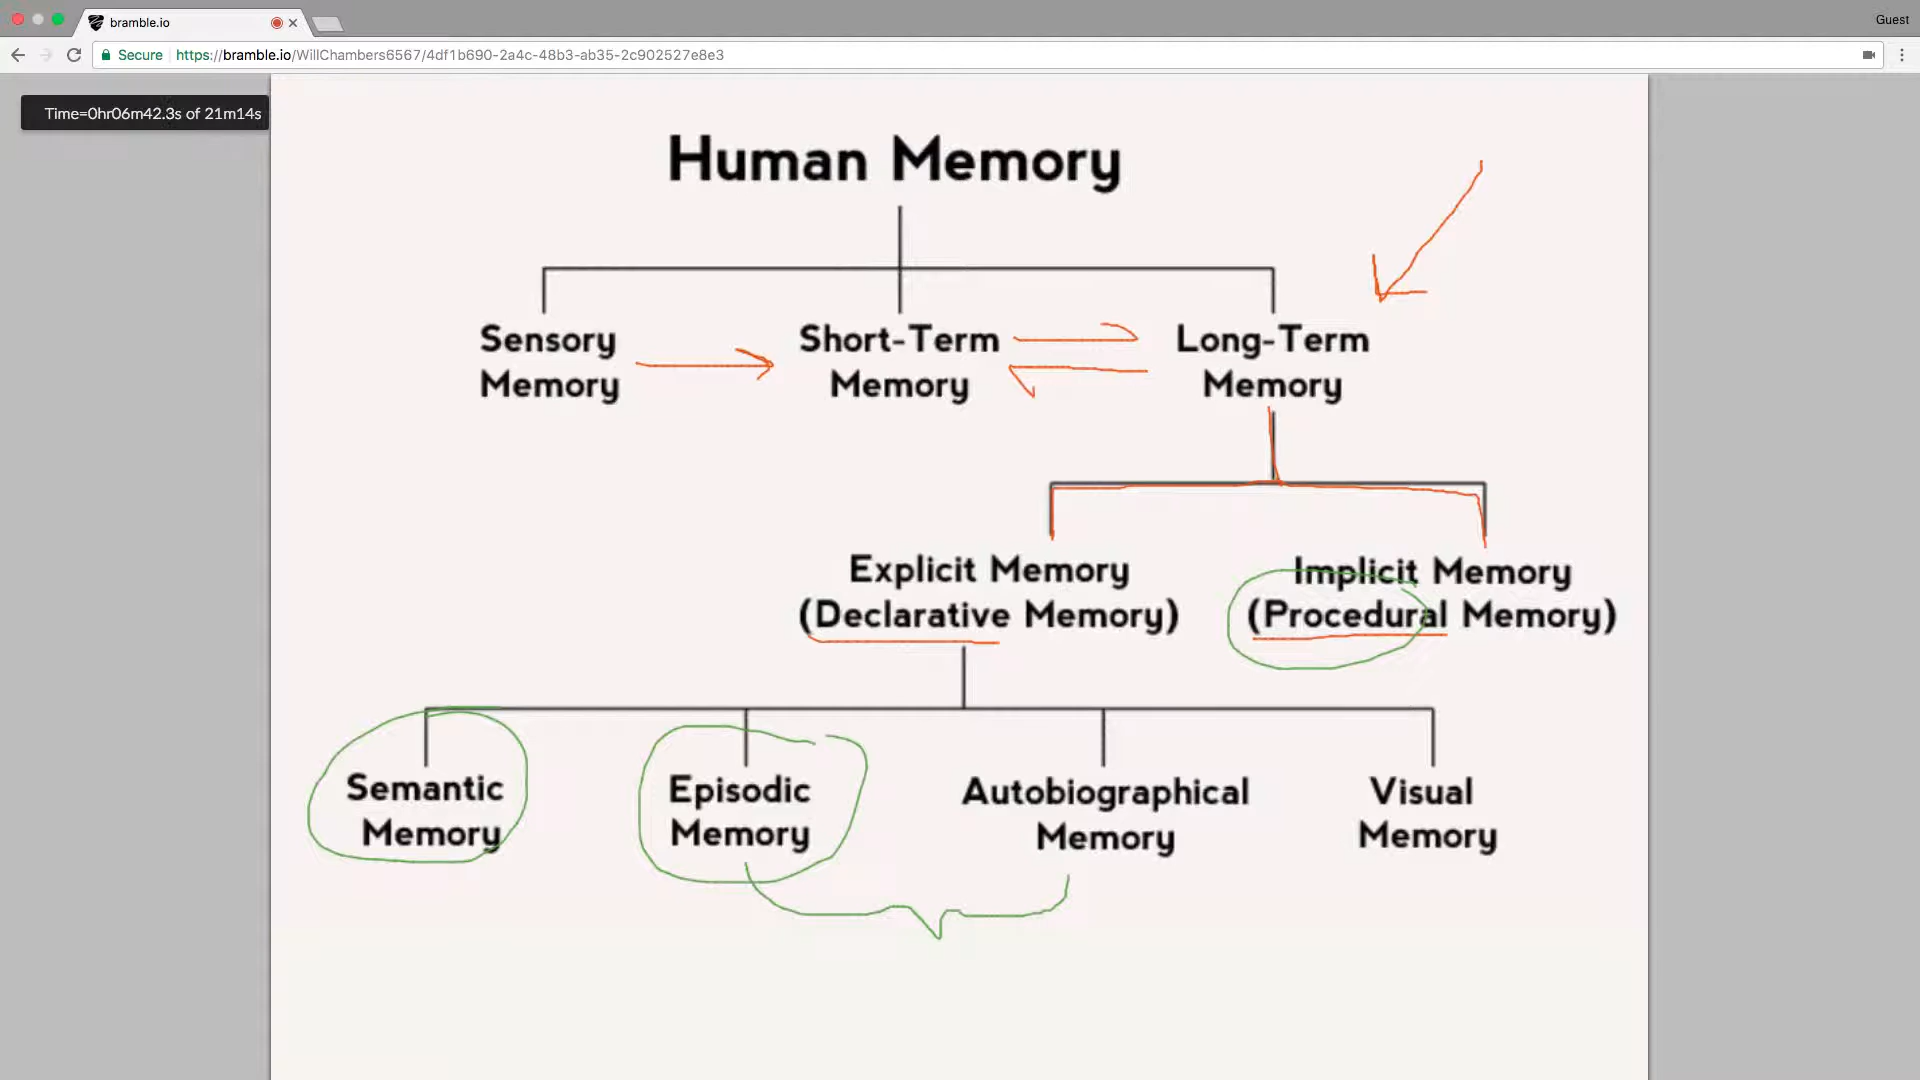 bramble.io
Guest
Secure https://bramble.io/WillChambers6567/4df1b690-2a4c-48b3-ab35-2c902527e8e3
Time=0hr06m42.3s of 21m14s
Human Memory
Sensory
Memory
Short-Term
Memory
Long-Term
Memory
Explicit Memory
(Declarative Memory)
Implicit Memory
(Procedural Memory)
Semantic
Memory
Episodic
Memory
Autobiographical
Memory
Visual
Memory